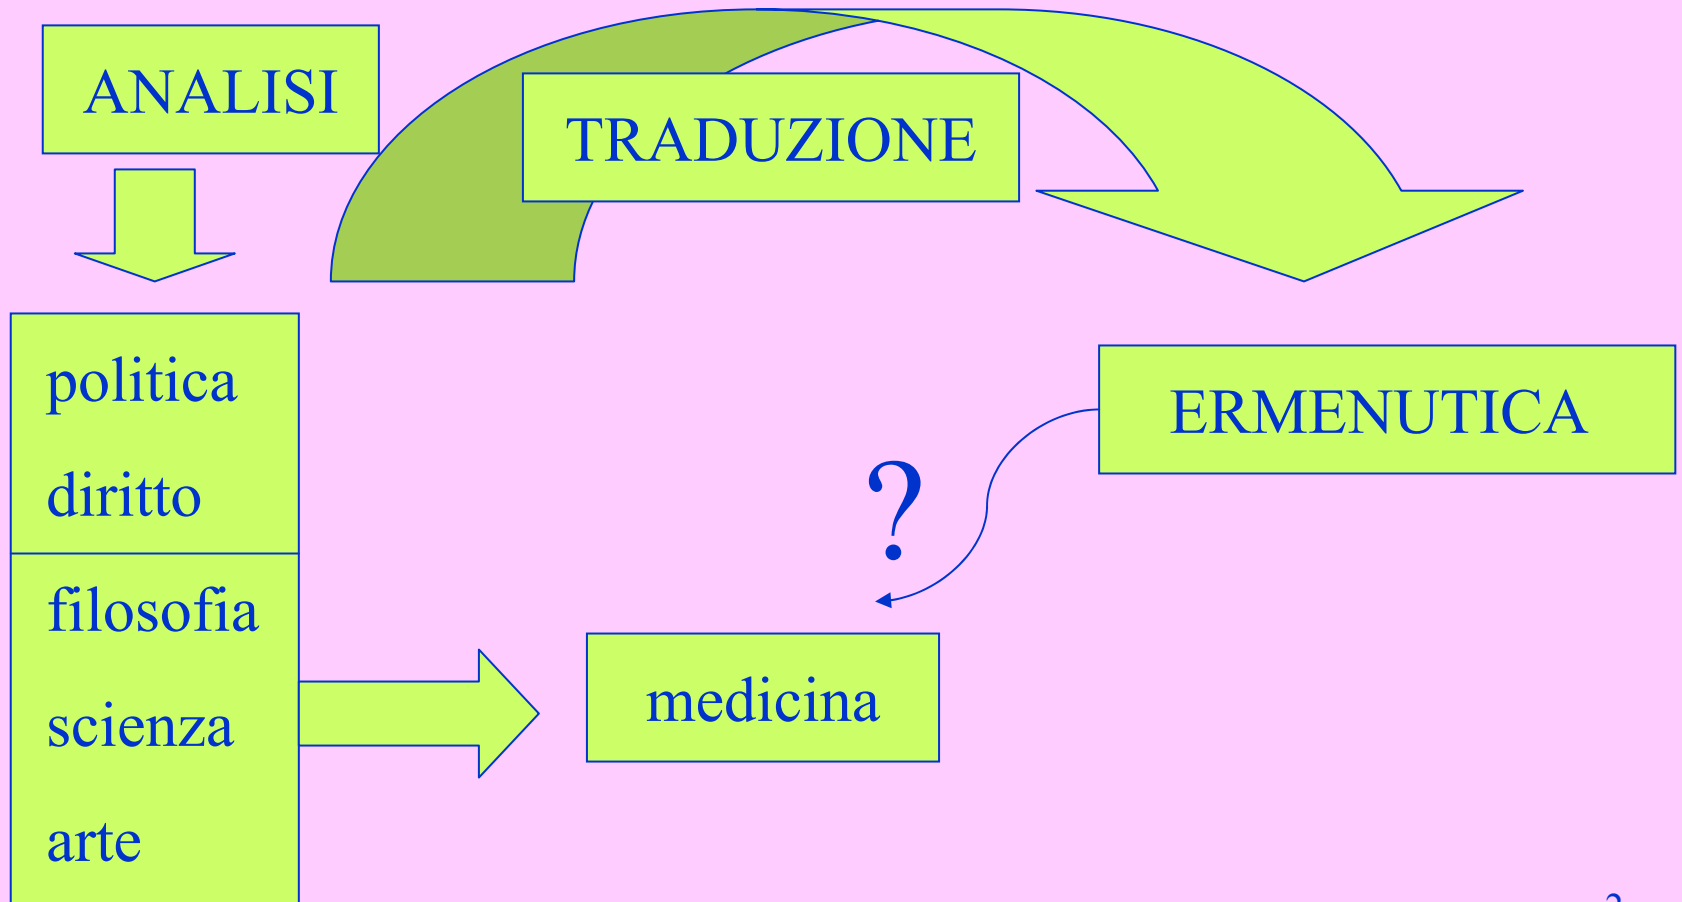 ANALISI
TRADUZIONE
politica
diritto
filosofia
scienza
arte
ERMENUTICA
?
medicina